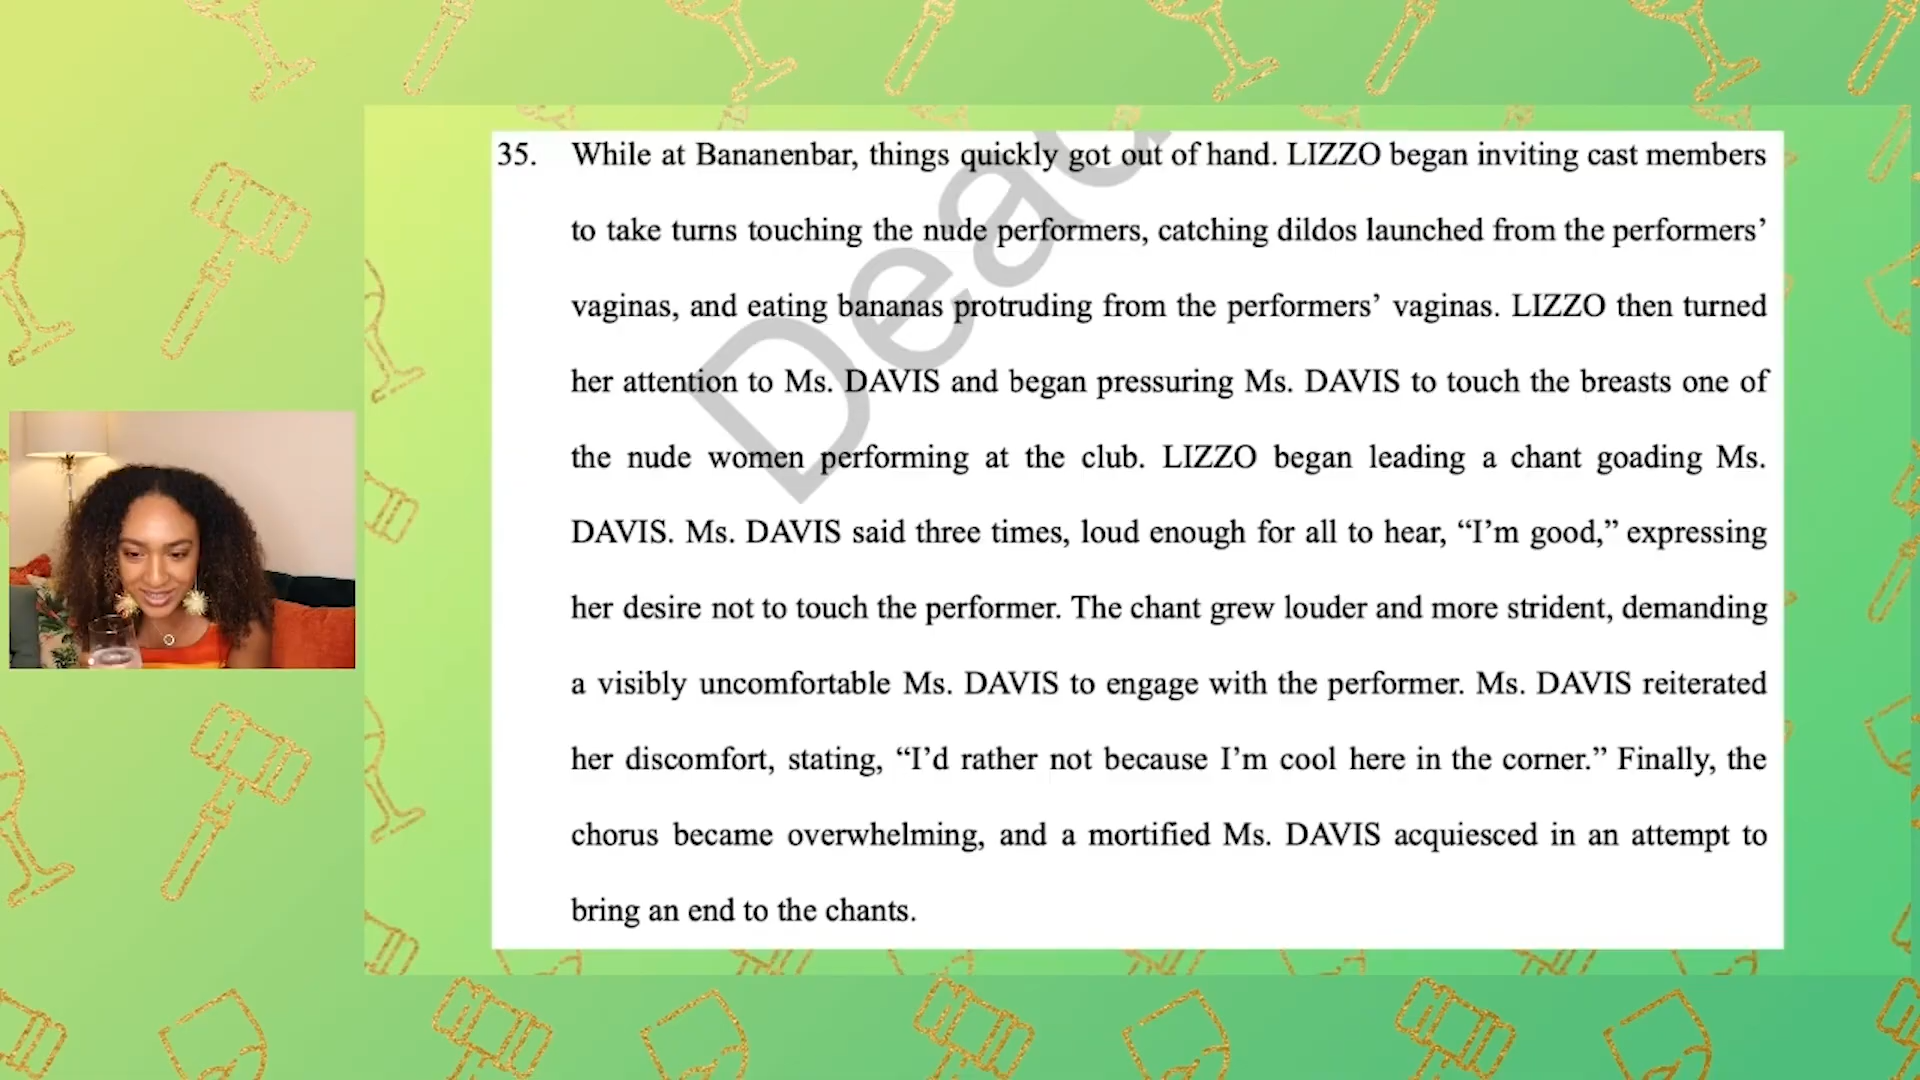 35. While at Bananenbar, things quickly got out of hand. LIZZO began inviting cast members
to take turns touching the nude performers, catching dildos launched from the performers’
vaginas, and eating bananas protruding from the performers’ vaginas. LIZZO then turned
her attention to Ms. DAVIS and began pressuring Ms. DAVIS to touch the breasts one of
the nude women performing at the club. LIZZO began leading a chant goading Ms.
DAVIS. Ms. DAVIS said three times, loud enough for all to hear, “I’m good,” expressing
her desire not to touch the performer. The chant grew louder and more strident, demanding
a visibly uncomfortable Ms. DAVIS to engage with the performer. Ms. DAVIS reiterated
her discomfort, stating, “I’d rather not because I’m cool here in the corner.” Finally, the
chorus became overwhelming, and a mortified Ms. DAVIS acquiesced in an attempt to
bring an end to the chants.